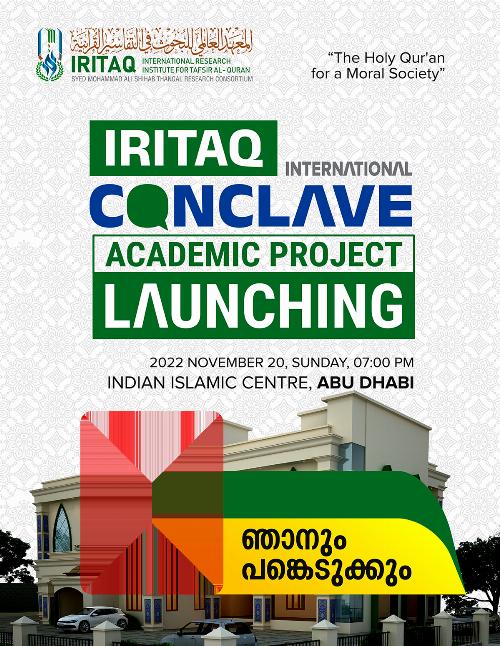 المعهد العالمي للبحوث في التفاسير القرآنية
IRITAQ
INTERNATIONAL RESEARCH
INSTITUTE FOR TAFSIR AL- QURAN
SYED MOHAMMAD ALI SHIHAB THANGAL RESEARCH CONSORTIUM
“The Holy Qur'an
for a Moral Society”
IRITAQ
INTERNATIONAL
CONCLAVE
ACADEMIC PROJECT
LAUNCHING
2022 NOVEMBER 20, SUNDAY, 07:00 PM
INDIAN ISLAMIC CENTRE, ABU DHABI
ഞാനും
പങ്കെടുക്കും